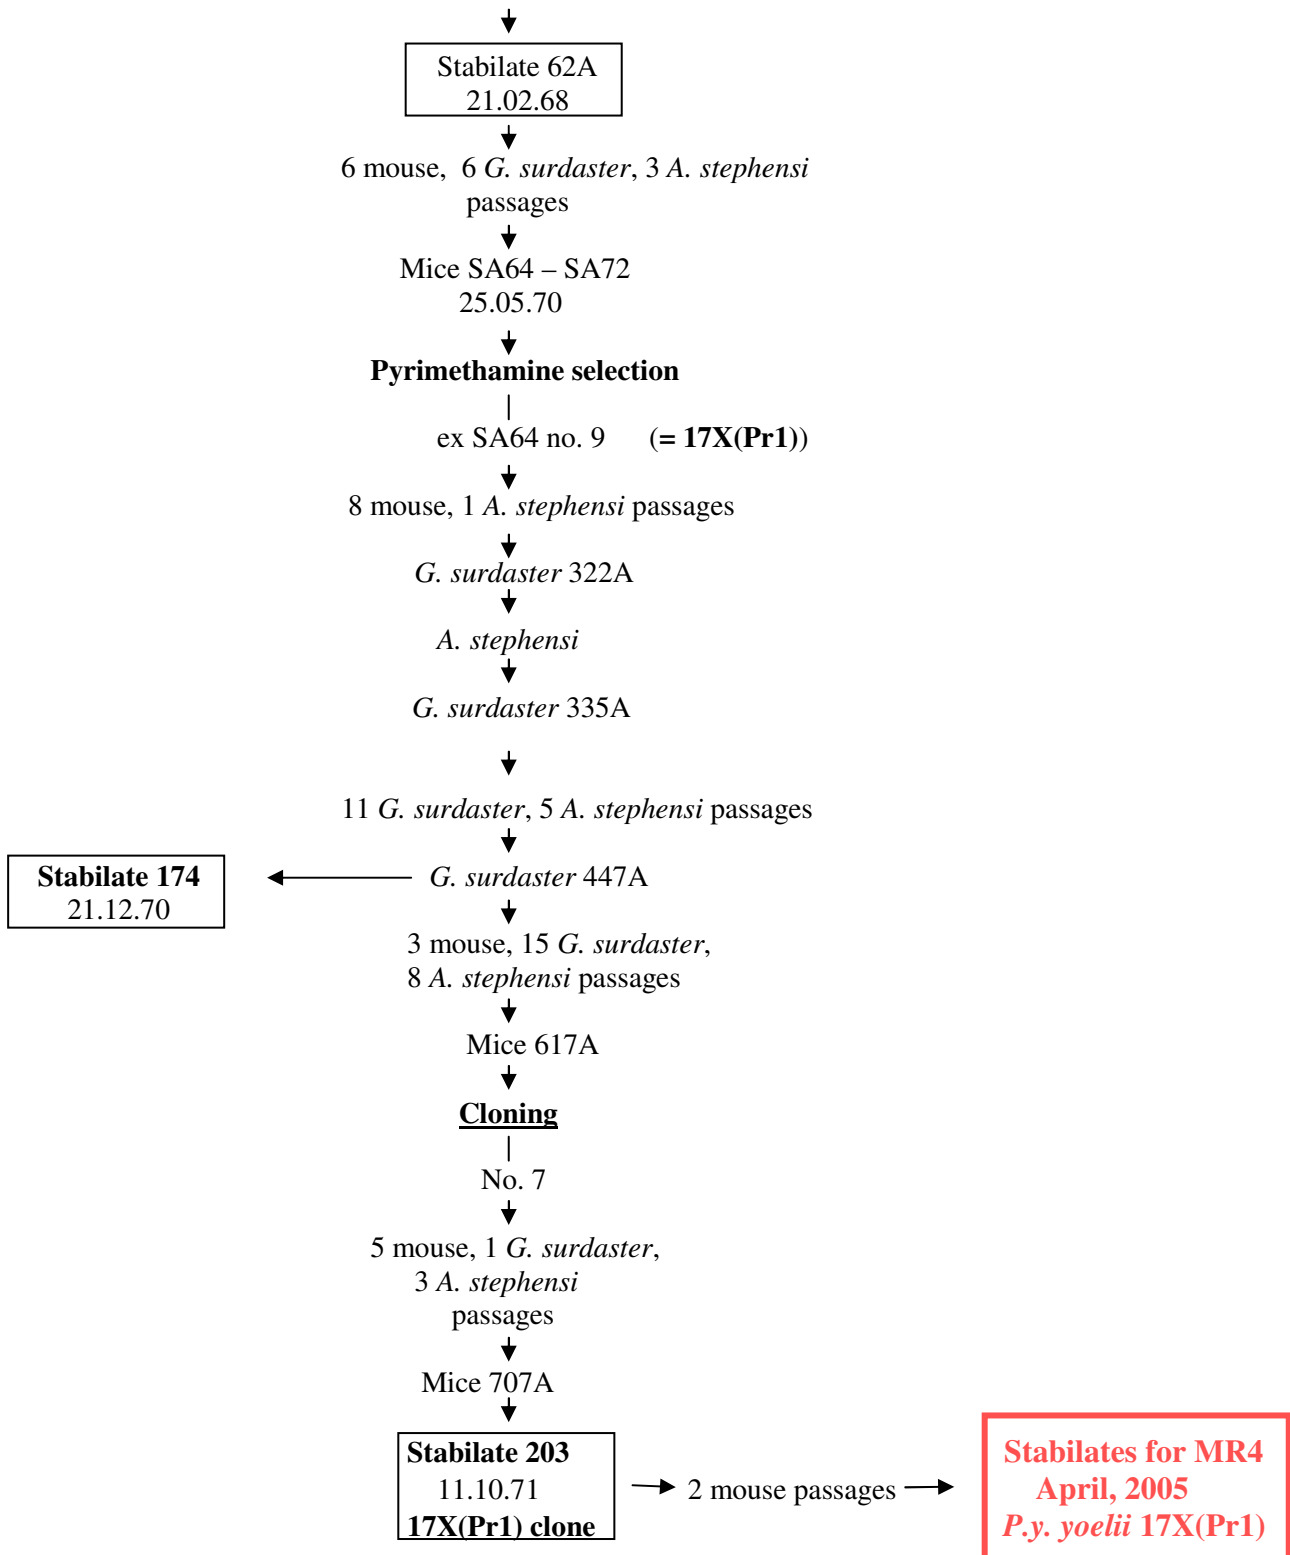 Stabilate 62A
21.02.68
6 mouse, 6 G. surdaster, 3 A. stephensi
passages
Mice SA64 – SA72
25.05.70
Pyrimethamine selection
ex SA64 no. 9 (= 17X(Pr1))
8 mouse, 1 A. stephensi passages
G. surdaster 322A
A. stephensi
G. surdaster 335A
11 G. surdaster, 5 A. stephensi passages
Stabilate 174
21.12.70
G. surdaster 447A
3 mouse, 15 G. surdaster,
8 A. stephensi passages
Mice 617A
Cloning
No. 7
5 mouse, 1 G. surdaster,
3 A. stephensi
passages
Mice 707A
Stabilate 203
11.10.71
17X(Pr1) clone
2 mouse passages
Stabilates for MR4
April, 2005
P.y. yoelii 17X(Pr1)